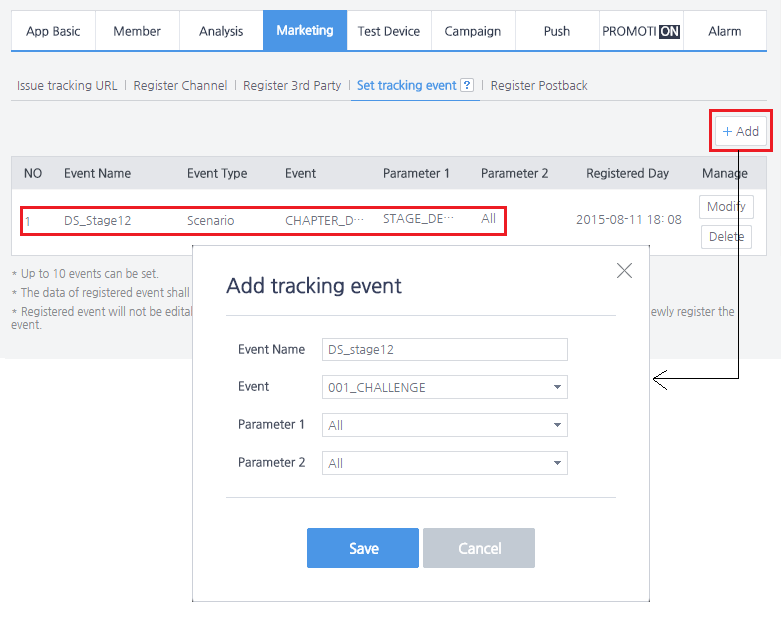 App Basic Member Analysis Marketing Test Device Campaign Push PROMOTION Alarm
Issue tracking URL | Register Channel | Register 3rd Party | Set tracking event ? | Register Postback
+ Add
NO Event Name Event Type Event Parameter 1 Parameter 2 Registered Day Manage
1 DS_Stage12 Scenario CHAPTER_D··· STAGE_DE··· All 2015-08-11 18: 08 Modify
Delete
* Up to 10 events can be set.
* The data of registered event shall
* Registered event will not be edital
ewly register the
event.
Add tracking event
Event Name DS_stage12
Event 001_CHALLENGE
Parameter 1 All
Parameter 2 All
Save Cancel